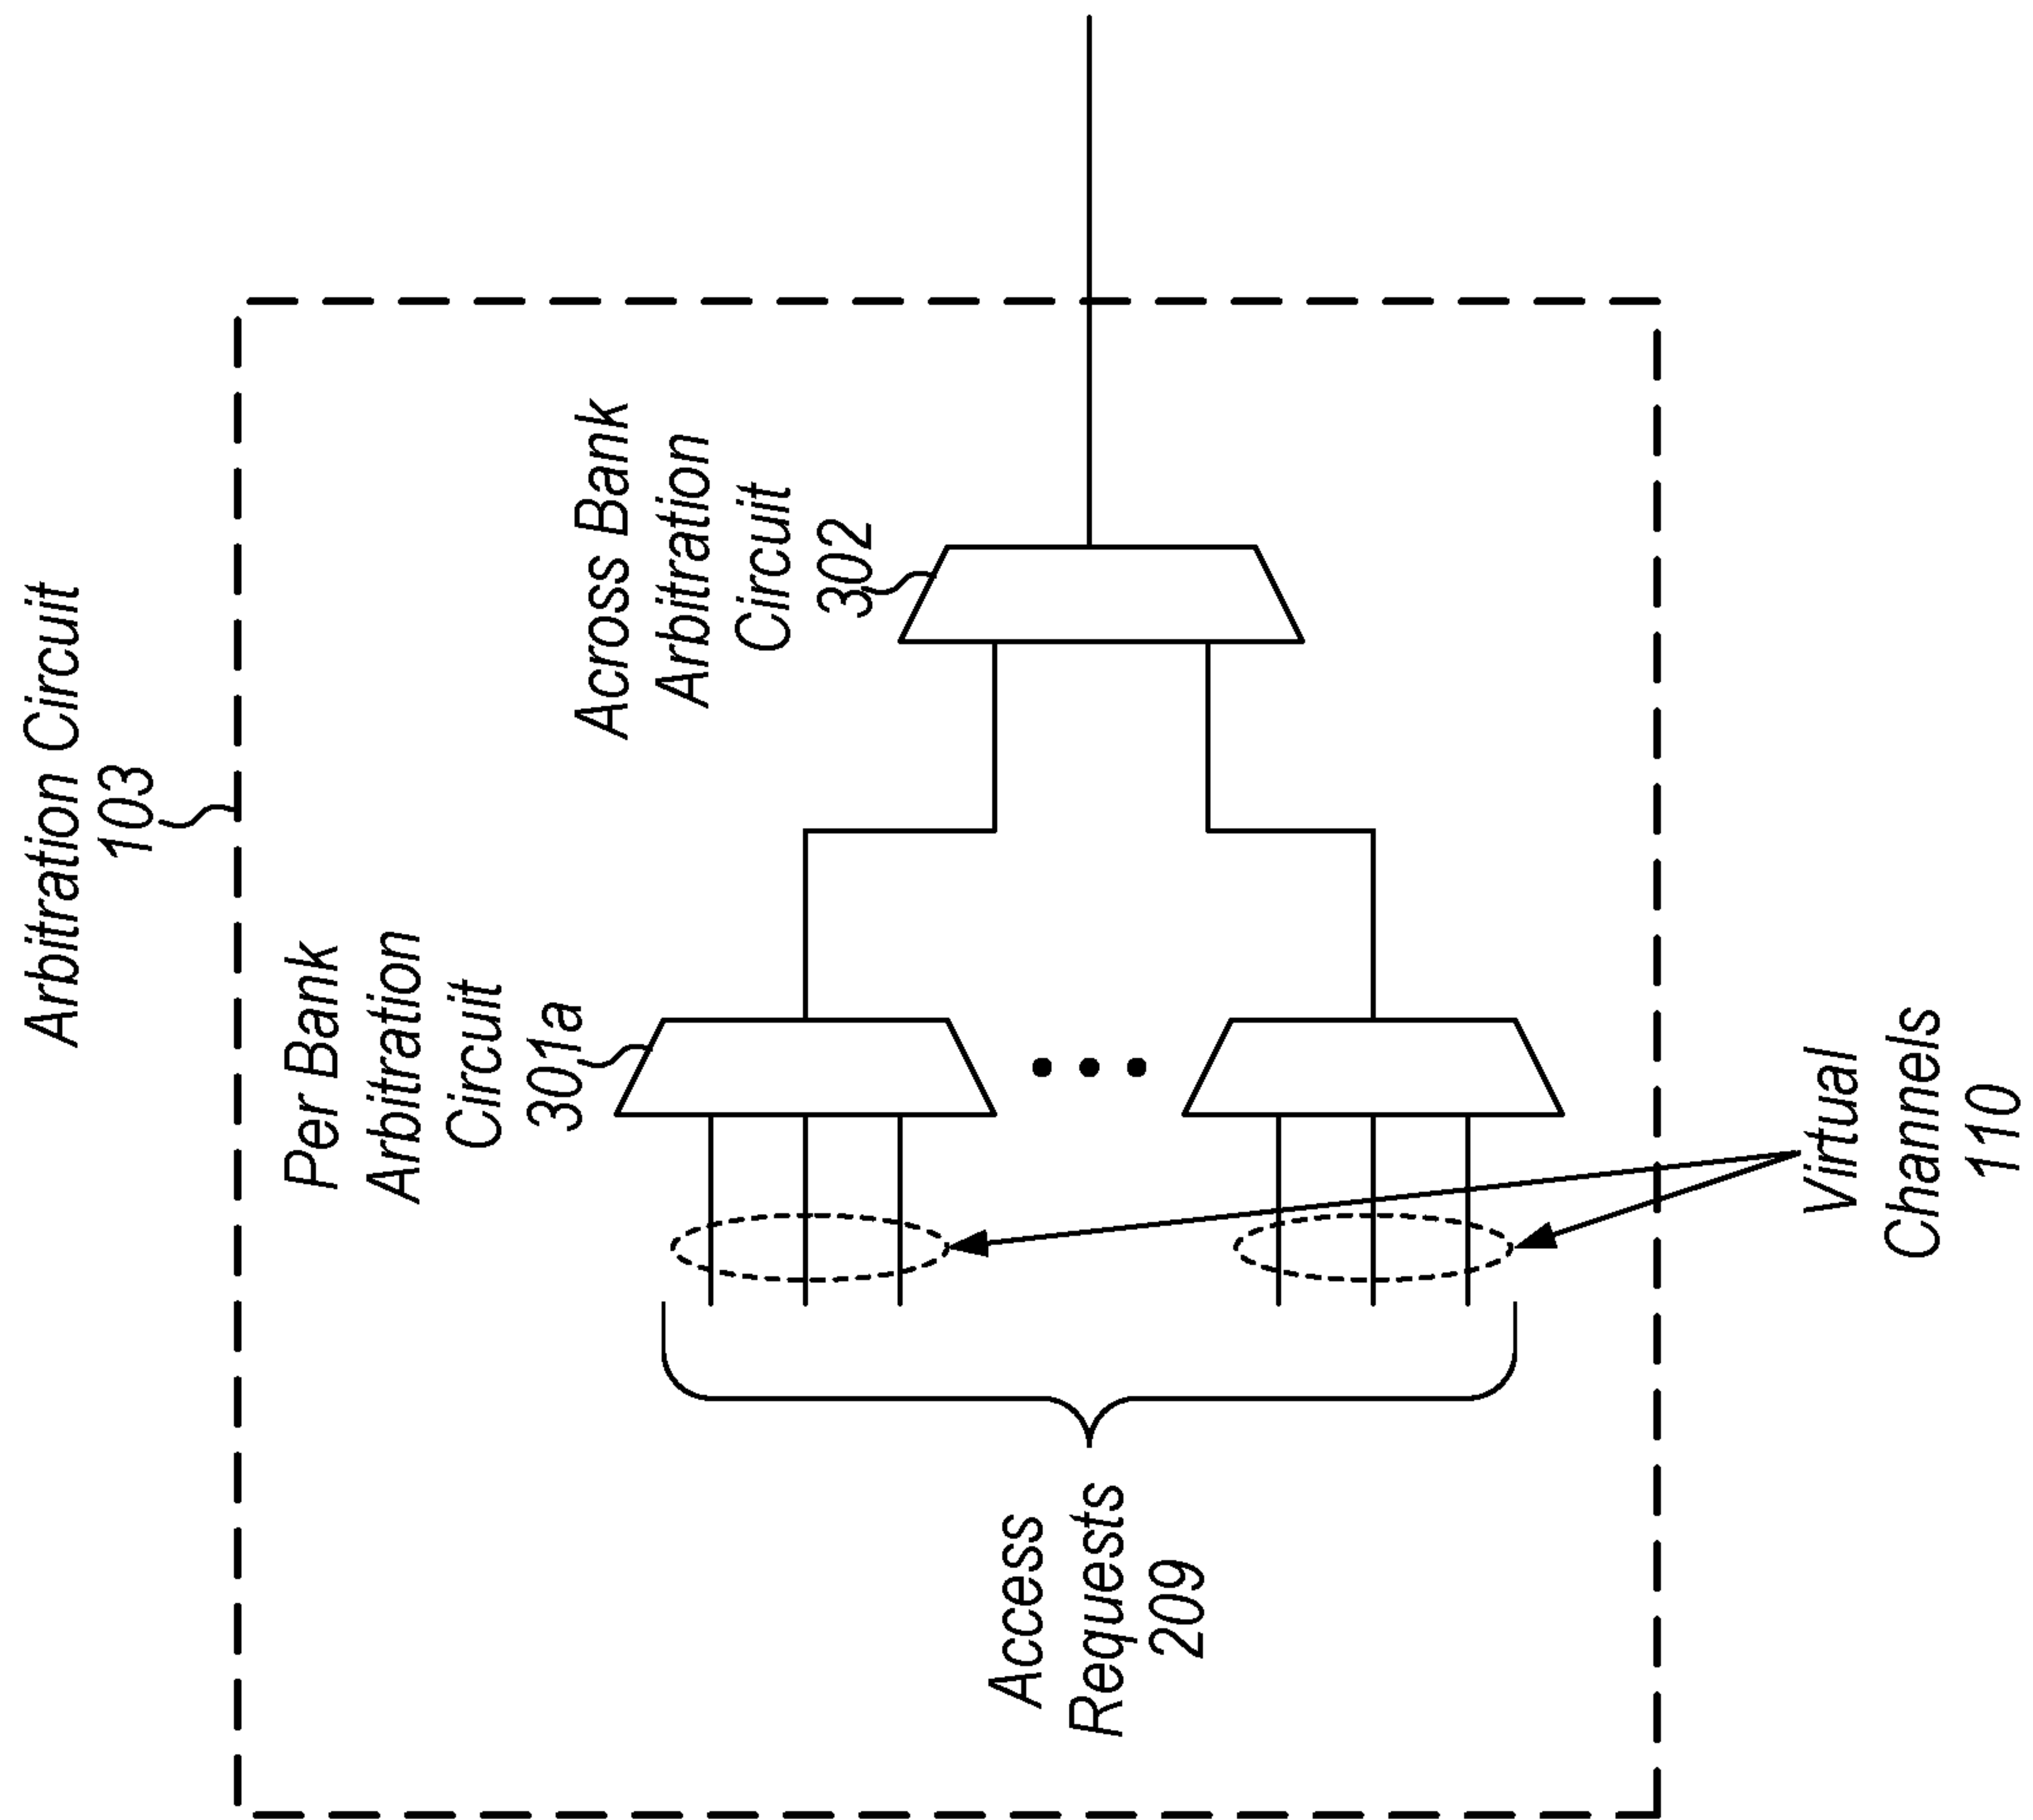 Arbitration Circuit
103
Per Bank
Arbitration
Circuit
301a
Across Bank
Arbitration
Circuit
302
Access
Requests
209
Virtual
Channels
110